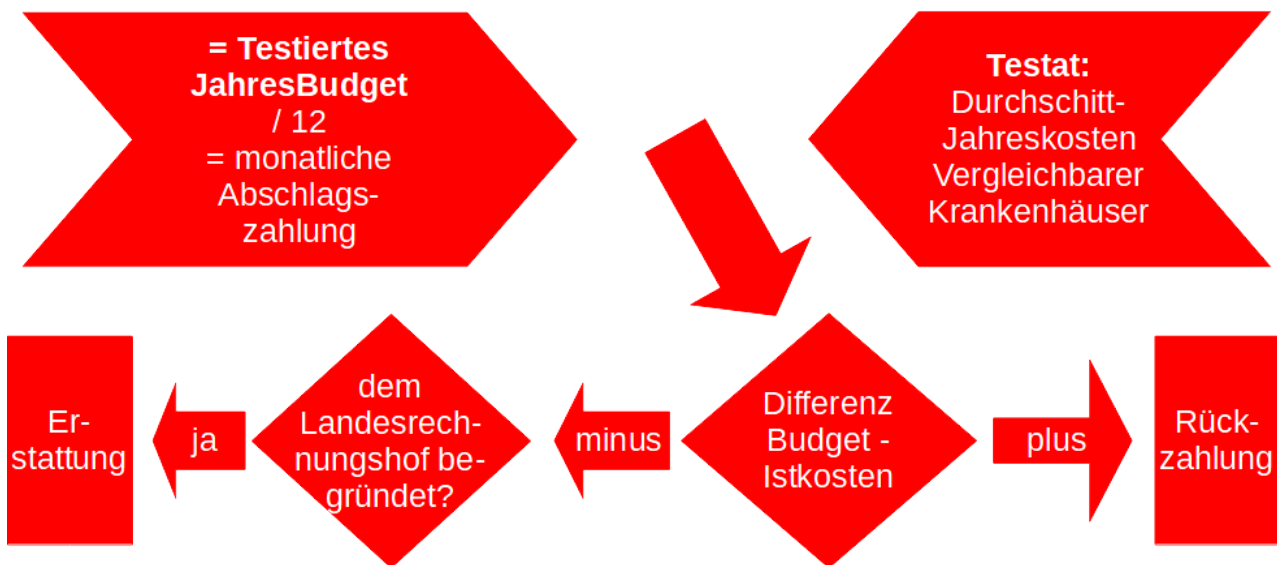 = Testiertes
JahresBudget
/ 12
= monatliche
Abschlags-
zahlung
Testat:
Durchschitt-
Jahreskosten
Vergleichbarer
Krankenhäuser
Er-
stattung
ja
dem
Landesrech-
nungshof be-
gründet?
minus
Differenz
Budget -
Istkosten
plus
Rück-
zahlung